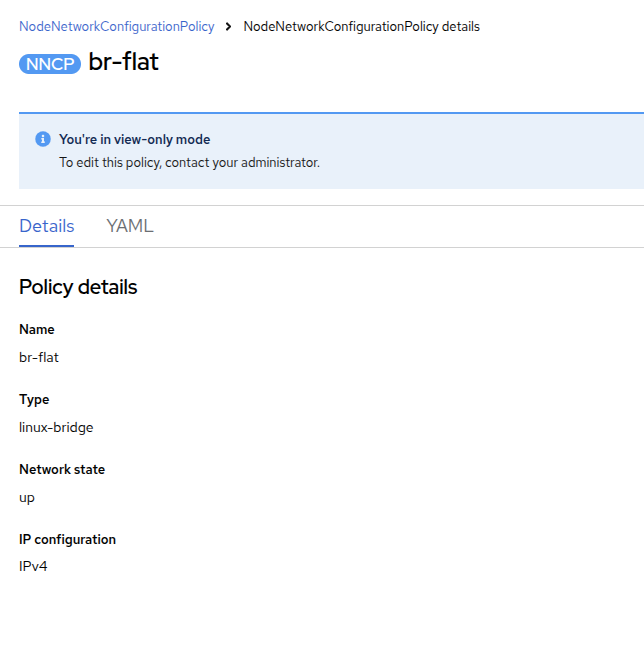 NodeNetworkConfigurationPolicy > NodeNetworkConfigurationPolicy details
NNCP br-flat
You're in view-only mode
To edit this policy, contact your administrator.
Details YAML
Policy details
Name
br-flat
Type
linux-bridge
Network state
up
IP configuration
IPv4